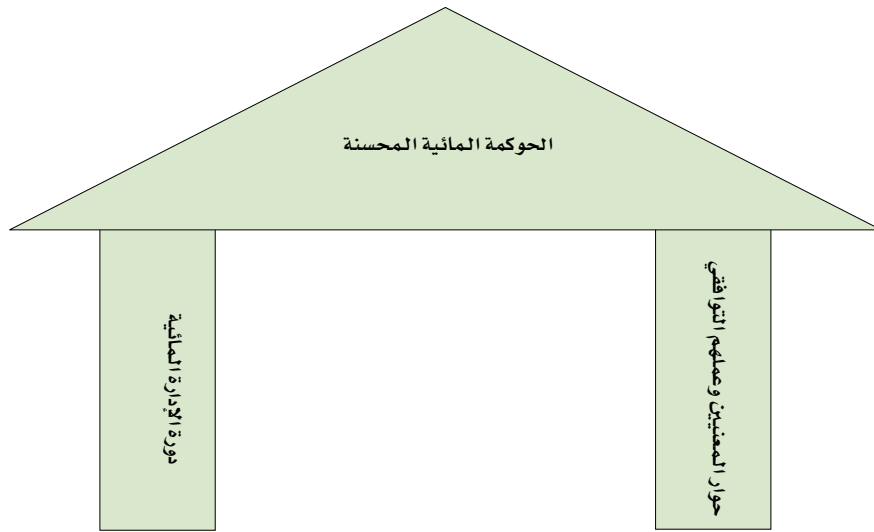 الحوكمة المائية المحسنة
حوار المعنيين وعملهم التوافقي
دورة الإدارة المائية